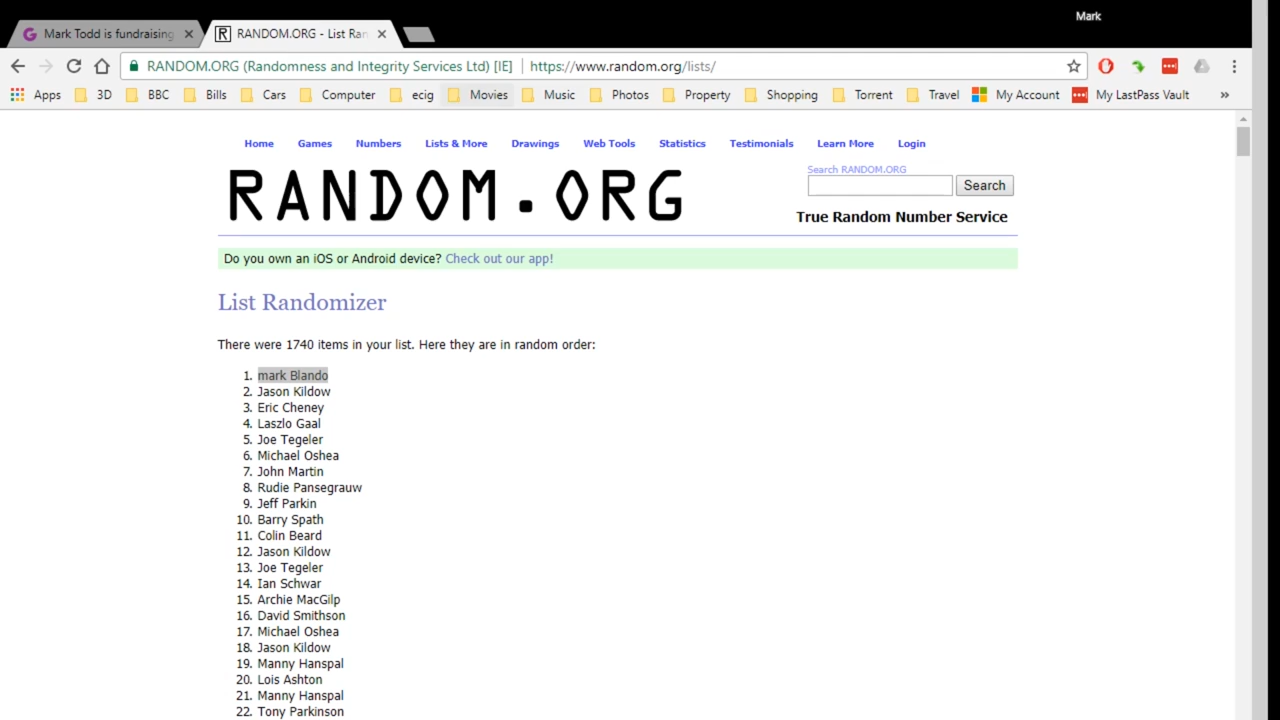 Mark
Mark Todd is fundraising
RANDOM.ORG - List Ran
RANDOM.ORG (Randomness and Integrity Services Ltd) [IE] | https://www.random.org/lists/
Apps 3D BBC Bills Cars Computer ecig Movies Music Photos Property Shopping Torrent Travel My Account My LastPass Vault »
Home Games Numbers Lists & More Drawings Web Tools Statistics Testimonials Learn More Login
RANDOM.ORG
Search RANDOM.ORG
Search
True Random Number Service
Do you own an iOS or Android device? Check out our app!
List Randomizer
There were 1740 items in your list. Here they are in random order:
1. mark Blando
2. Jason Kildow
3. Eric Cheney
4. Laszlo Gaal
5. Joe Tegeler
6. Michael Oshea
7. John Martin
8. Rudie Pansegrauw
9. Jeff Parkin
10. Barry Spath
11. Colin Beard
12. Jason Kildow
13. Joe Tegeler
14. Ian Schwar
15. Archie MacGilp
16. David Smithson
17. Michael Oshea
18. Jason Kildow
19. Manny Hanspal
20. Lois Ashton
21. Manny Hanspal
22. Tony Parkinson